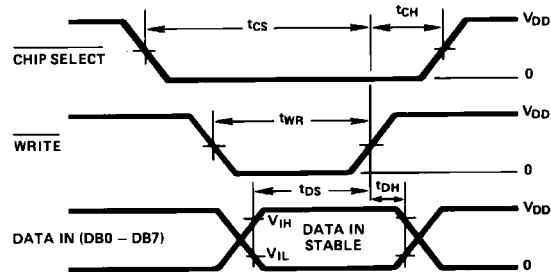 tCS
tCH
VDD
CHIP SELECT
0
tWR
VDD
WRITE
0
tDS
tDH
VDD
VIH
DATA IN (DB0 – DB7)
DATA IN
STABLE
VIL
0